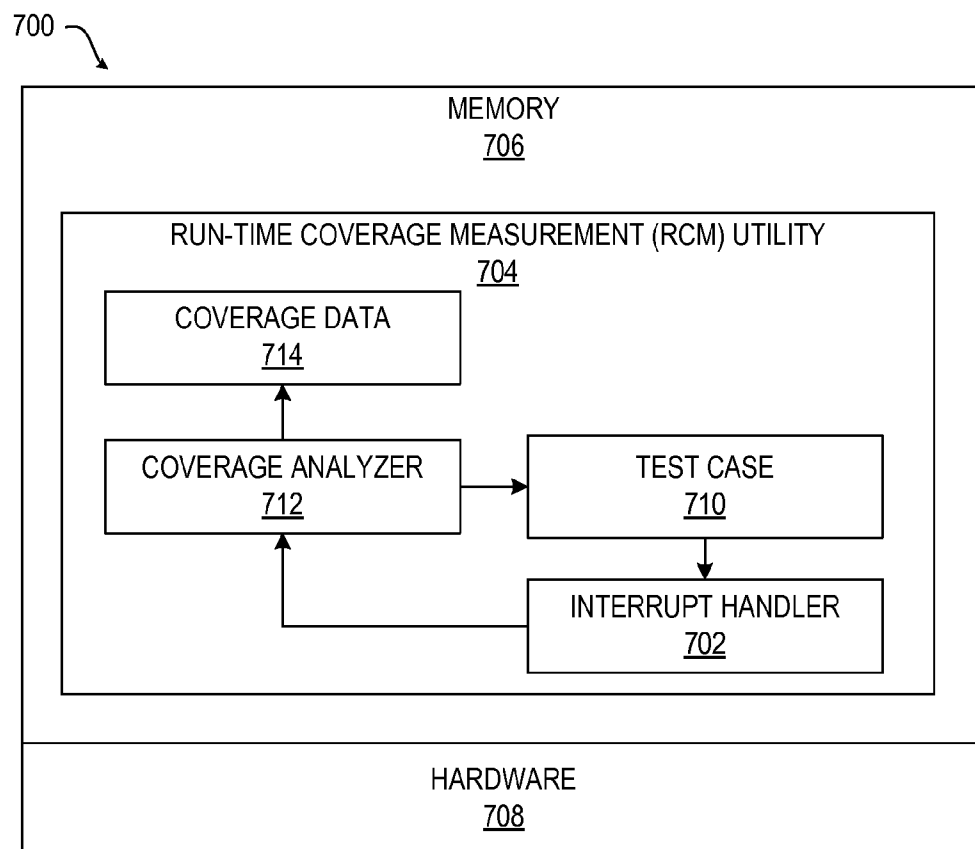 700
MEMORY
706
RUN-TIME COVERAGE MEASUREMENT (RCM) UTILITY
704
COVERAGE DATA
714
COVERAGE ANALYZER
712
TEST CASE
710
INTERRUPT HANDLER
702
HARDWARE
708